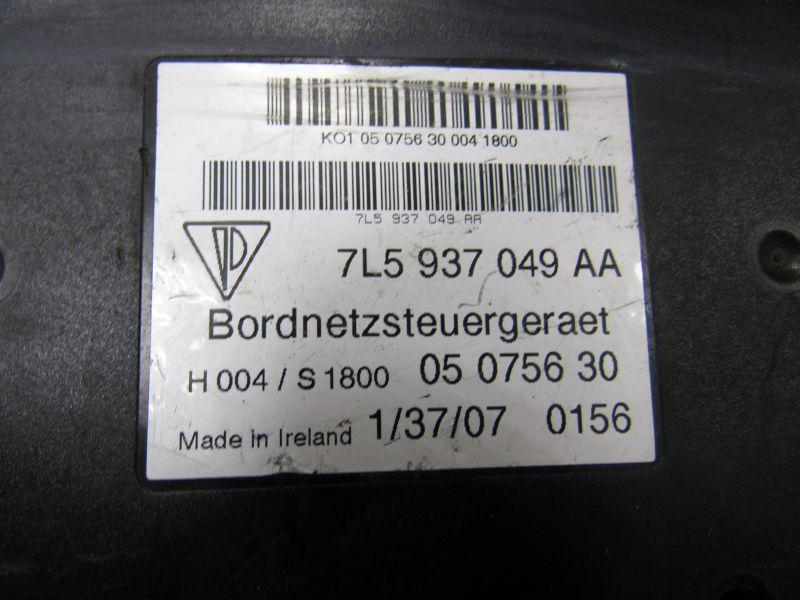 KO1 05 0756 30 004 1800
7L5 937 049 AA
7L5 937 049 AA
Bordnetzsteuergeraet
H 004 / S 1800 05 0756 30
Made in Ireland 1/37/07 0156